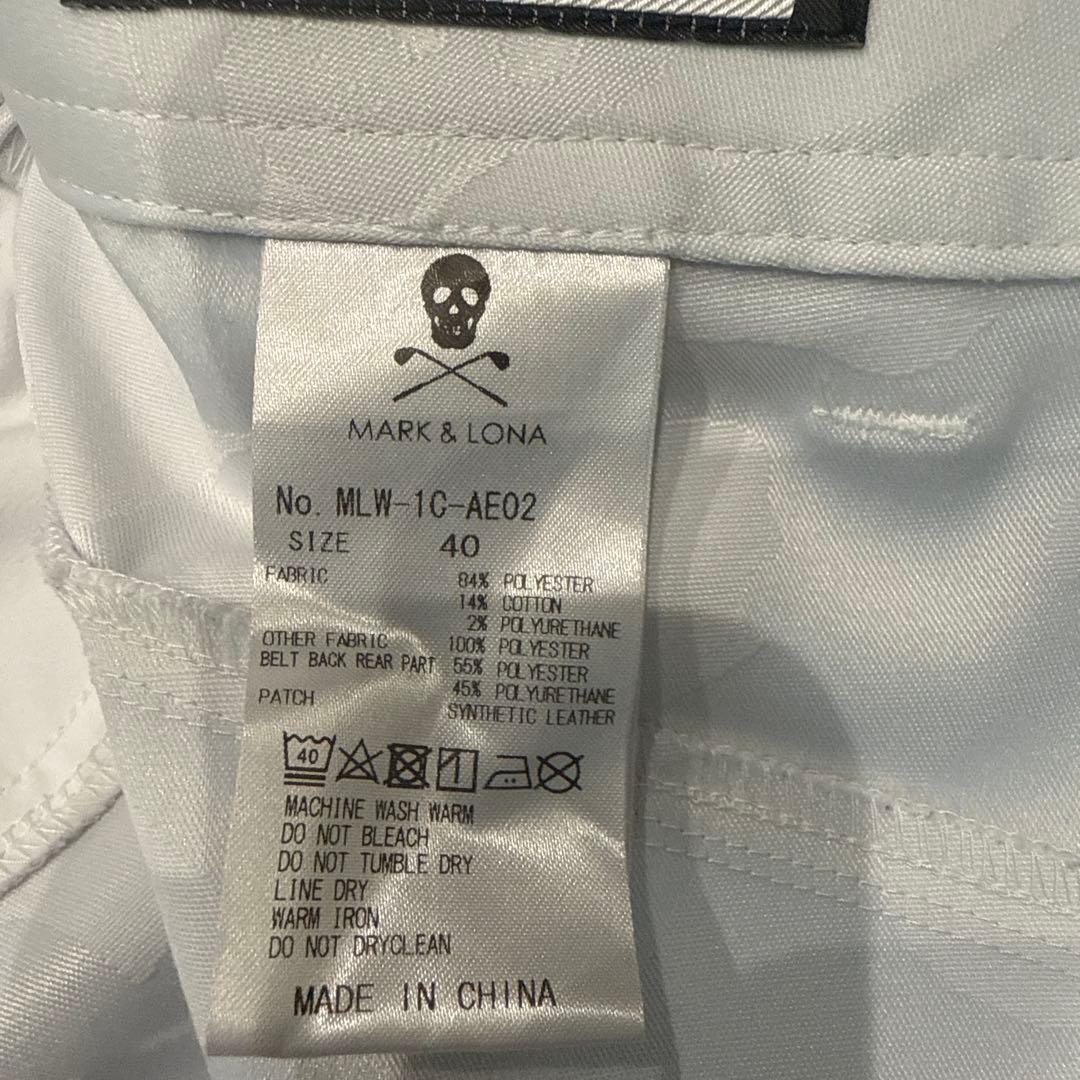 MARK & LONA
No. MLW-1C-AE02
SIZE 40
FABRIC 84% POLYESTER
14% COTTON
2% POLYURETHANE
OTHER FABRIC 100% POLYESTER
BELT BACK REAR PART 55% POLYESTER
45% POLYURETHANE
PATCH SYNTHETIC LEATHER
40
MACHINE WASH WARM
DO NOT BLEACH
DO NOT TUMBLE DRY
LINE DRY
WARM IRON
DO NOT DRYCLEAN
MADE IN CHINA